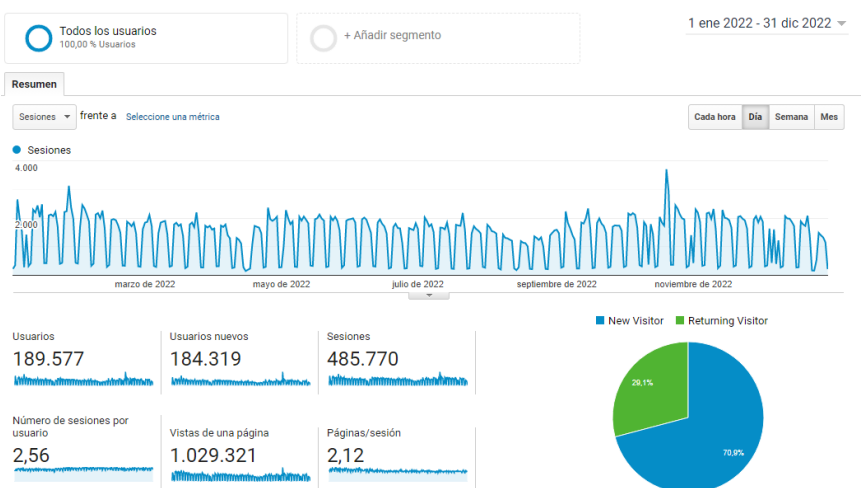 Todos los usuarios
100,00 % Usuarios
+ Añadir segmento
1 ene 2022 - 31 dic 2022
Resumen
Sesiones frente a Seleccione una métrica
Cada hora Día Semana Mes
Sesiones
4.000
2.000
marzo de 2022 mayo de 2022 julio de 2022 septiembre de 2022 noviembre de 2022
New Visitor Returning Visitor
Usuarios
189.577
Usuarios nuevos
184.319
Sesiones
485.770
Número de sesiones por
usuario
2,56
Vistas de una página
1.029.321
Páginas/sesión
2,12
29,1%
70,9%